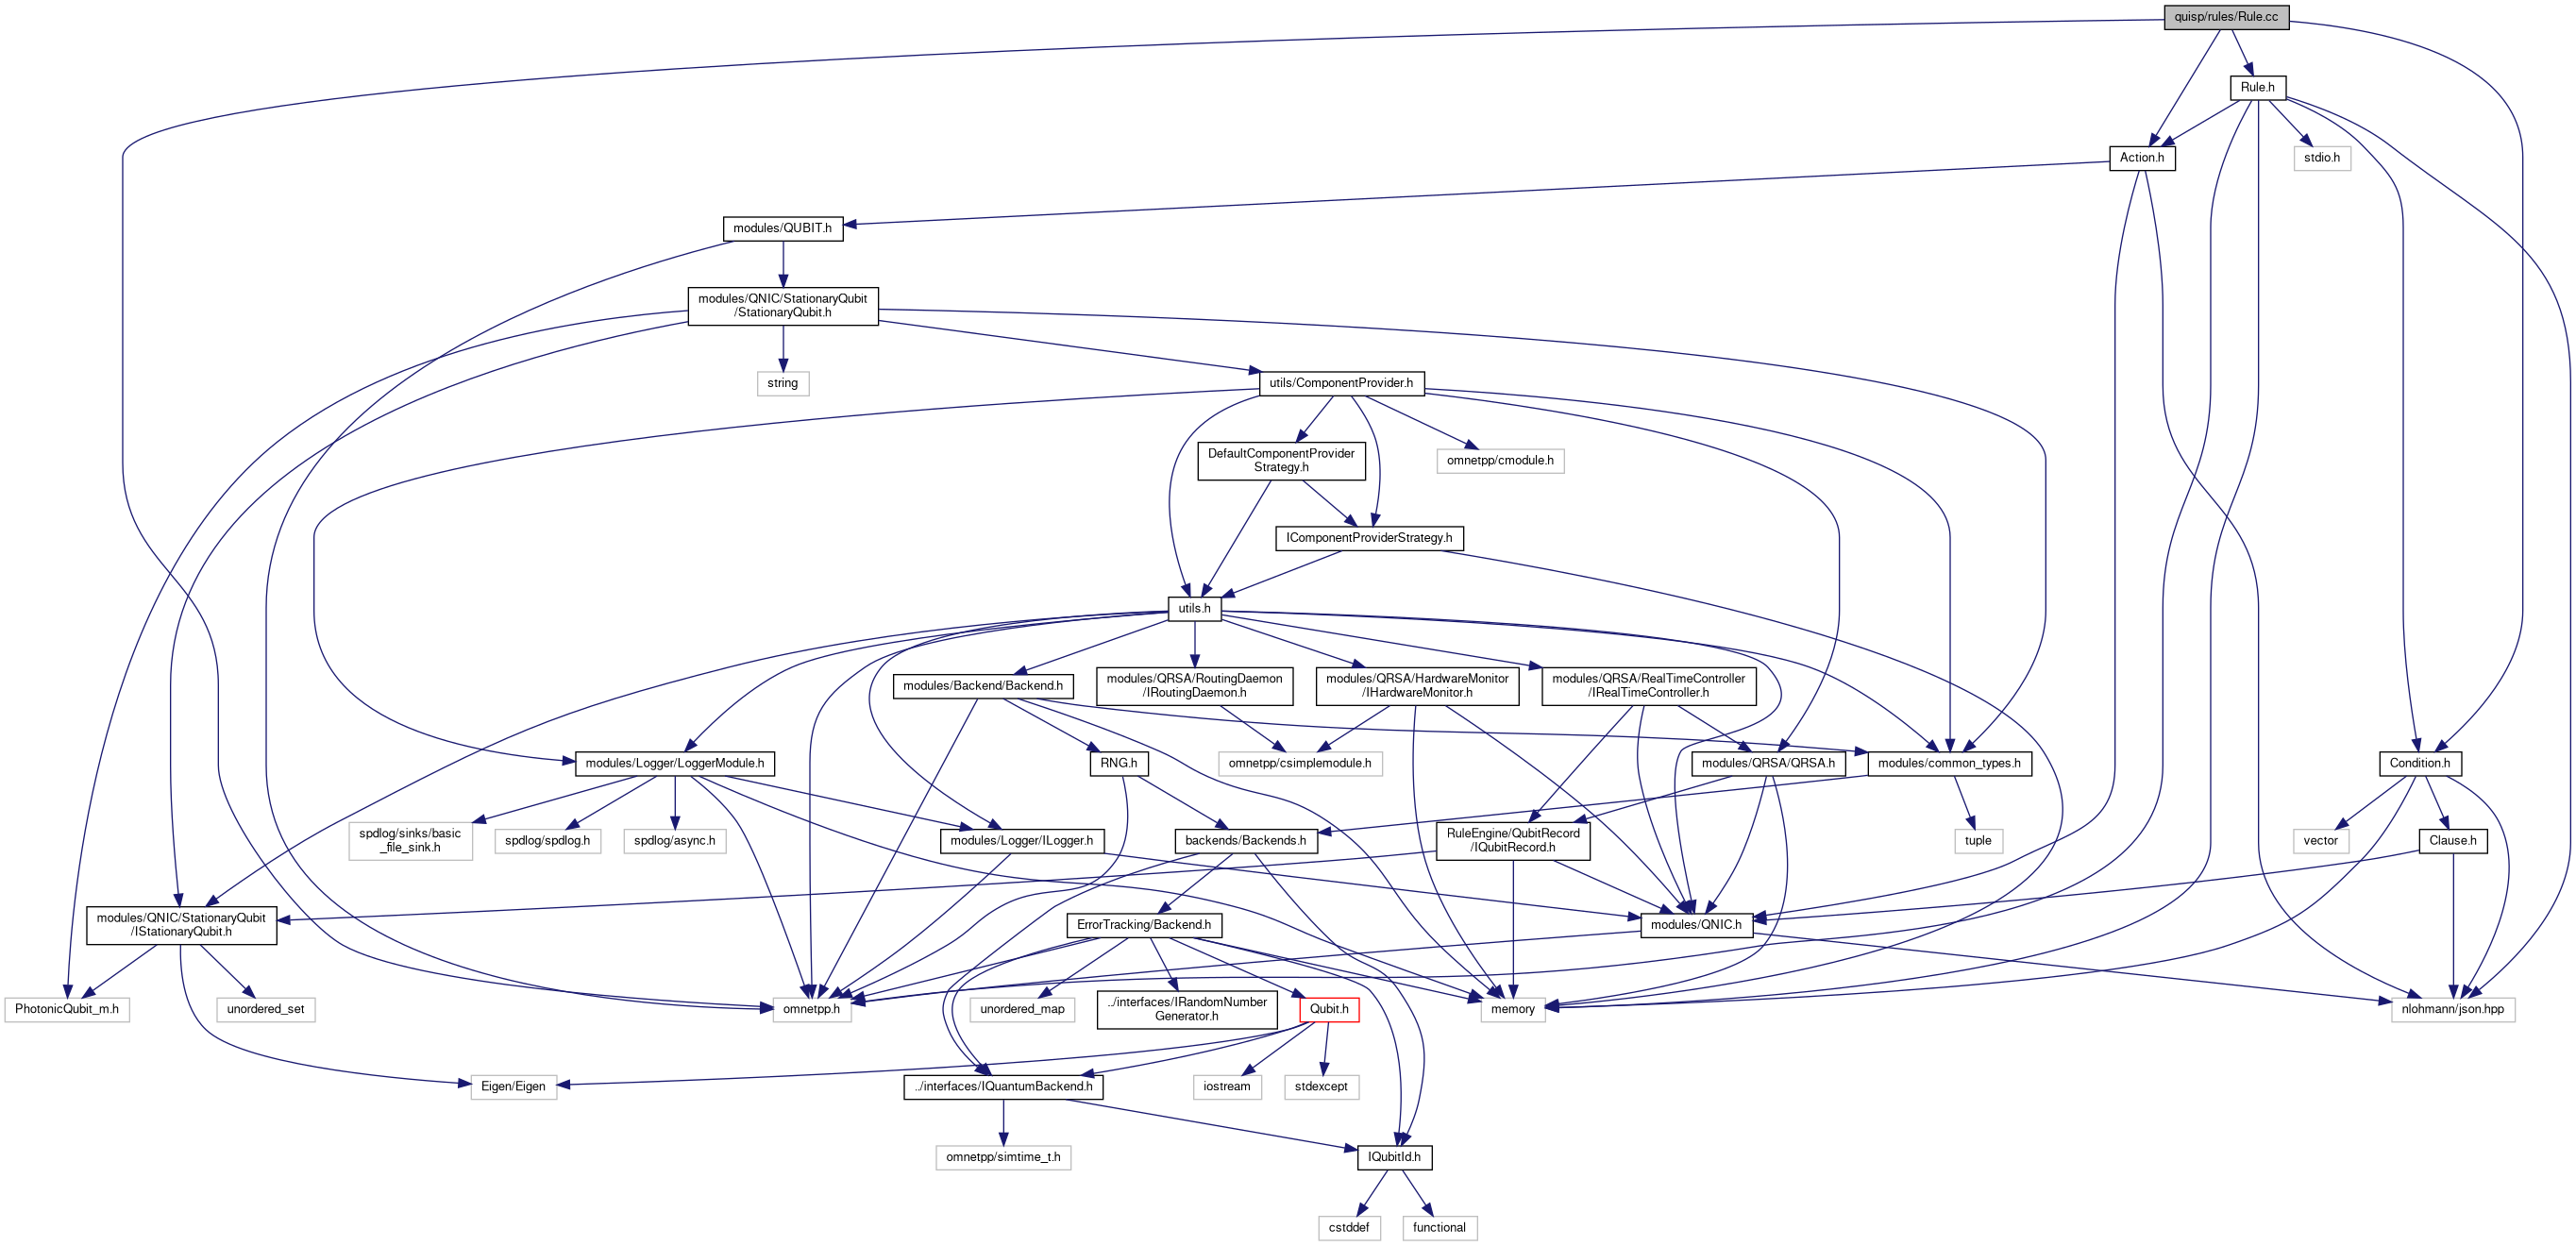 quisp/rules/Rule.cc
Rule.h
Action.h
stdio.h
modules/QUBIT.h
modules/QNIC/StationaryQubit
/StationaryQubit.h
string
utils/ComponentProvider.h
DefaultComponentProvider
Strategy.h
omnetpp/cmodule.h
IComponentProviderStrategy.h
utils.h
modules/Backend/Backend.h
modules/QRSA/RoutingDaemon
/IRoutingDaemon.h
modules/QRSA/HardwareMonitor
/IHardwareMonitor.h
modules/QRSA/RealTimeController
/IRealTimeController.h
modules/Logger/LoggerModule.h
RNG.h
omnetpp/csimplemodule.h
modules/QRSA/QRSA.h
modules/common_types.h
Condition.h
spdlog/sinks/basic
_file_sink.h
spdlog/spdlog.h
spdlog/async.h
modules/Logger/ILogger.h
backends/Backends.h
RuleEngine/QubitRecord
/IQubitRecord.h
tuple
vector
Clause.h
modules/QNIC/StationaryQubit
/IStationaryQubit.h
ErrorTracking/Backend.h
modules/QNIC.h
PhotonicQubit_m.h
unordered_set
omnetpp.h
unordered_map
../interfaces/IRandomNumber
Generator.h
Qubit.h
memory
nlohmann/json.hpp
Eigen/Eigen
../interfaces/IQuantumBackend.h
iostream
stdexcept
omnetpp/simtime_t.h
IQubitId.h
cstddef
functional